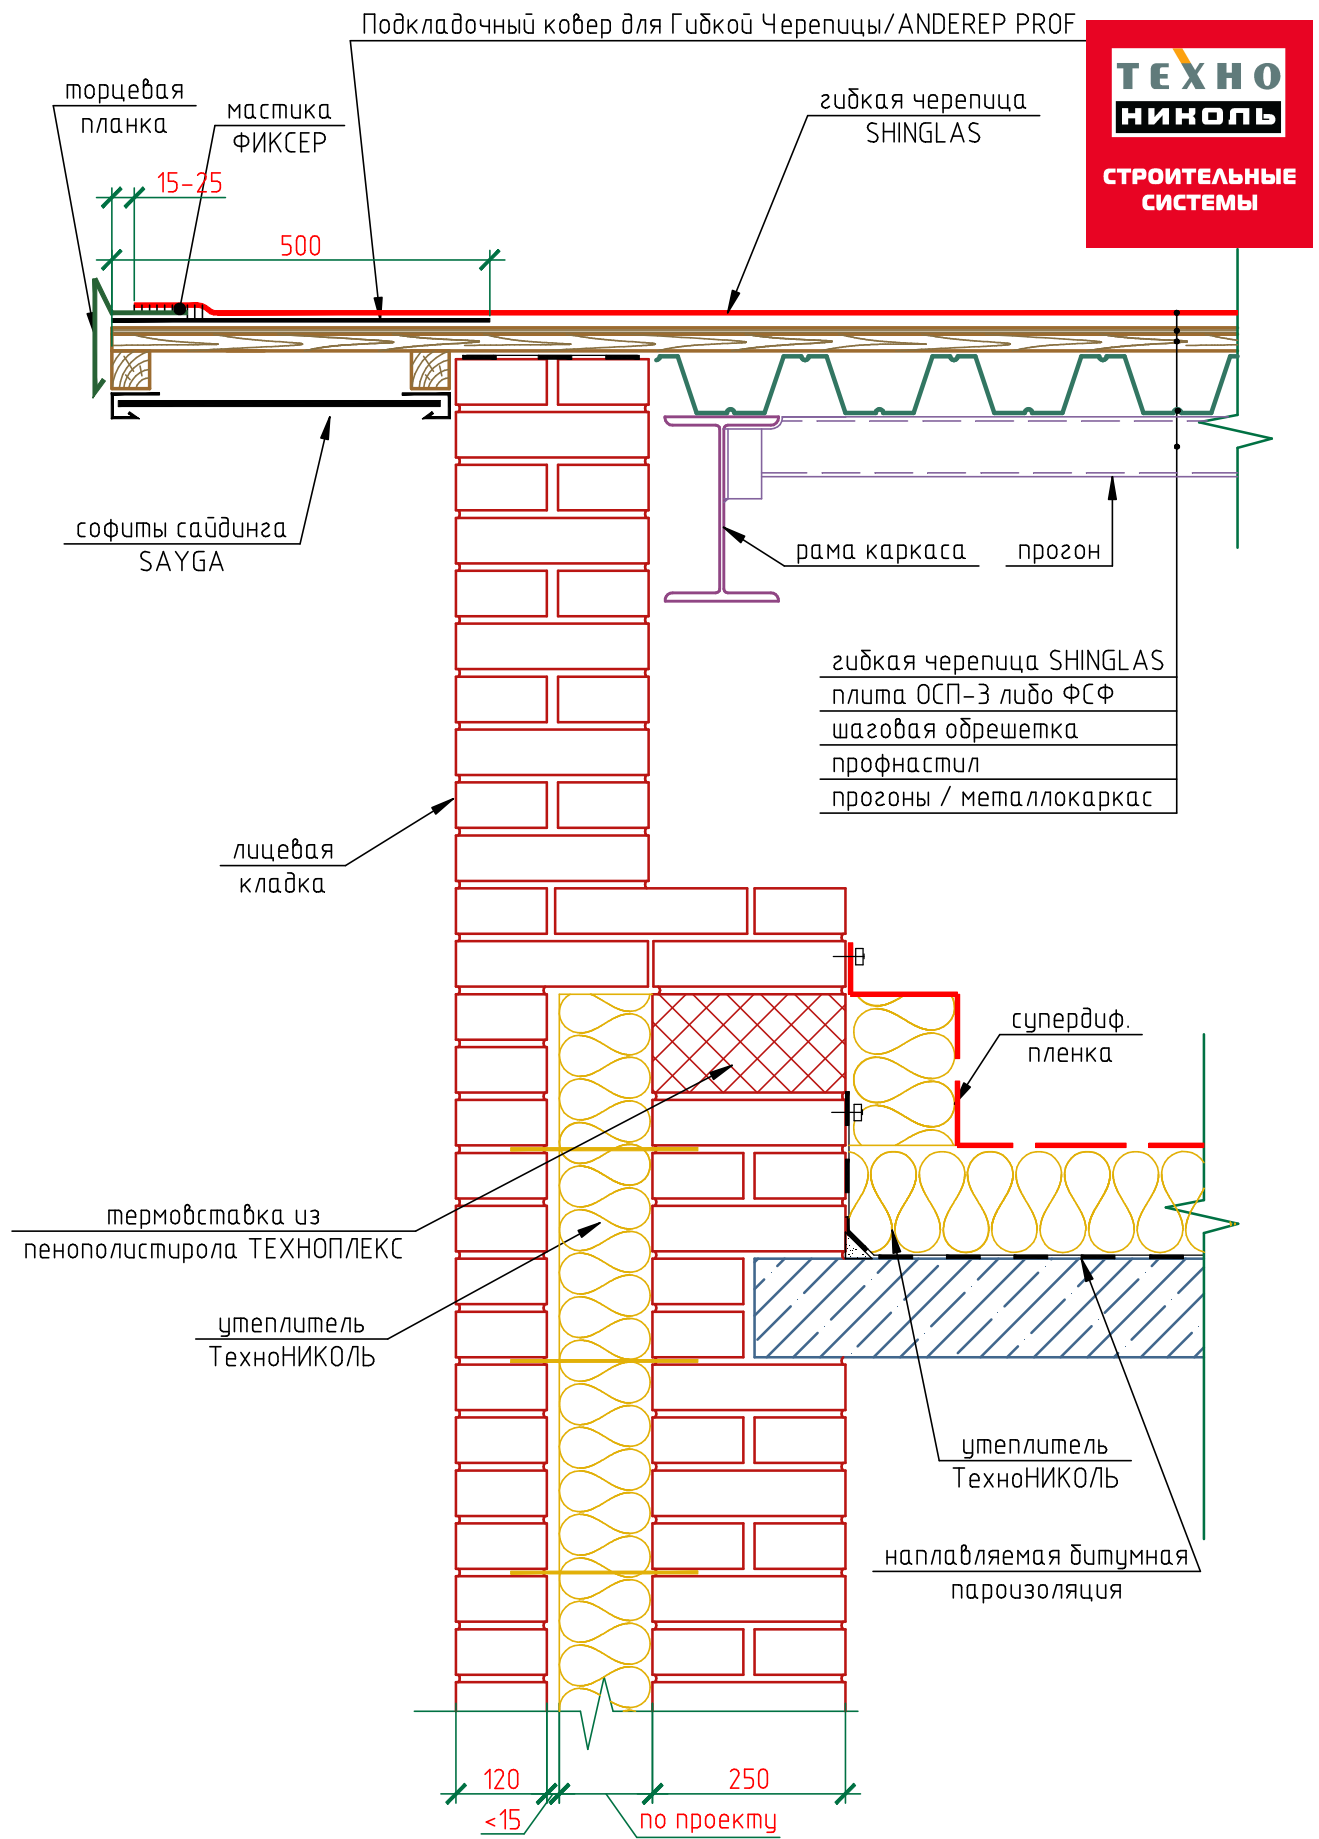 Подкладочный ковер для Гибкой Черепицы/ANDEREP PROF
ТЕХНО
НИКОЛЬ
СТРОИТЕЛЬНЫЕ
СИСТЕМЫ
торцевая
планка
мастика
ФИКСЕР
гибкая черепица
SHINGLAS
15-25
500
софиты сайдинга
SAYGA
рама каркаса
прогон
гибкая черепица SHINGLAS
плита ОСП-3 либо ФСФ
шаговая обрешетка
профнастил
прогоны / металлокаркас
лицевая
кладка
супердиф.
пленка
термовставка из
пенополистирола ТЕХНОПЛЕКС
утеплитель
ТехноНИКОЛЬ
утеплитель
ТехноНИКОЛЬ
наплавляемая битумная
пароизоляция
120
250
<15
по проекту